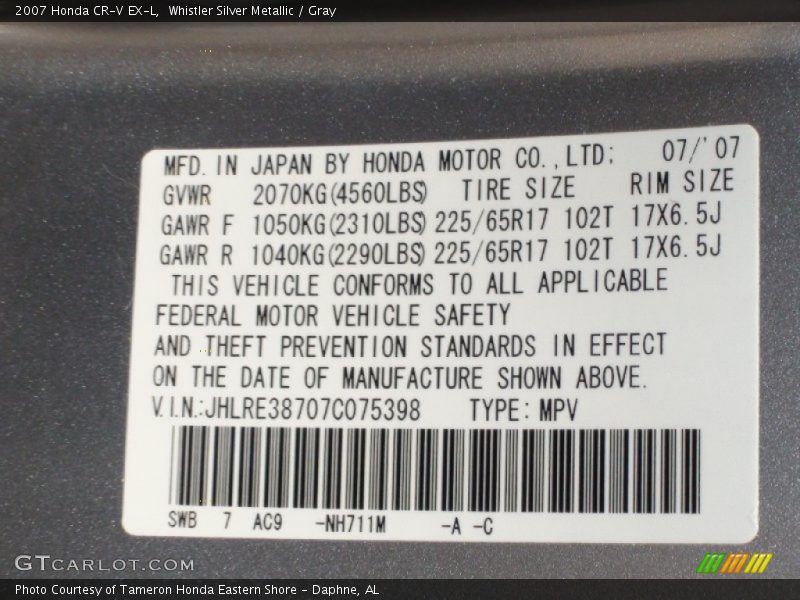 2007 Honda CR-V EX-L, Whistler Silver Metallic / Gray
MFD. IN JAPAN BY HONDA MOTOR CO., LTD: 07/'07
GVWR 2070KG(4560LBS) TIRE SIZE RIM SIZE
GAWR F 1050KG(2310LBS) 225/65R17 102T 17X6.5J
GAWR R 1040KG(2290LBS) 225/65R17 102T 17X6.5J
THIS VEHICLE CONFORMS TO ALL APPLICABLE
FEDERAL MOTOR VEHICLE SAFETY
AND THEFT PREVENTION STANDARDS IN EFFECT
ON THE DATE OF MANUFACTURE SHOWN ABOVE.
V.I.N.:JHLRE38707C075398 TYPE: MPV
SWB 7 AC9 -NH711M -A -C
GTCARLOT.COM
Photo Courtesy of Tameron Honda Eastern Shore - Daphne, AL